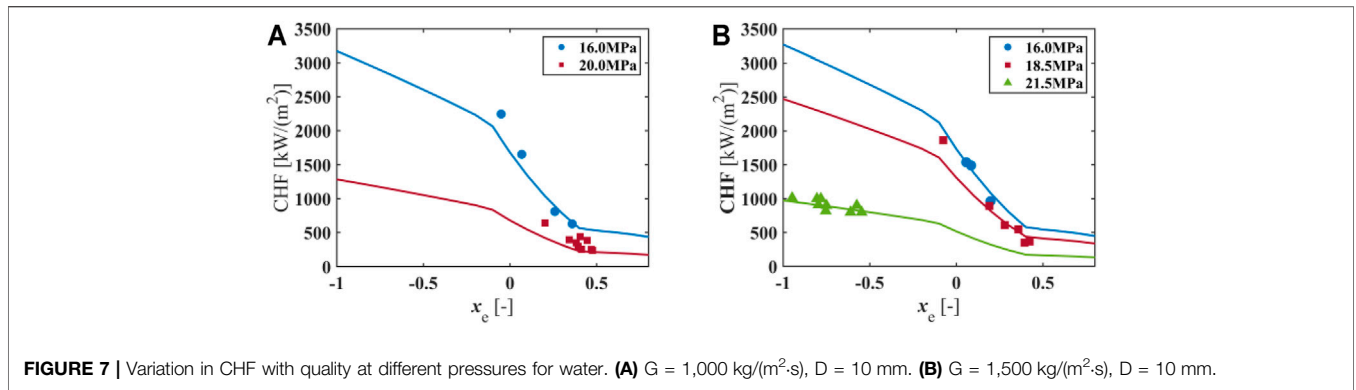 A
CHF [kW/(m²)]
3500
3000
2500
2000
1500
1000
500
0
-1
-0.5
0
0.5
xe [-]
16.0MPa
20.0MPa
B
CHF [kW/(m²)]
3500
3000
2500
2000
1500
1000
500
0
-1
-0.5
0
0.5
xe [-]
16.0MPa
18.5MPa
21.5MPa
FIGURE 7 | Variation in CHF with quality at different pressures for water. (A) G = 1,000 kg/(m²·s), D = 10 mm. (B) G = 1,500 kg/(m²·s), D = 10 mm.